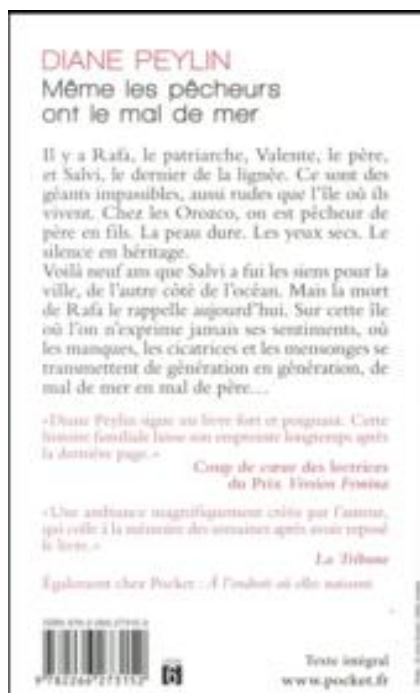 DIANE PEYLIN
Même les pêcheurs
ont le mal de mer
Il y a Rafa, le patriarche, Valente, le père,
et Salvi, le dernier de la lignée. Ce sont des
géants impassibles, aussi rudes que l'île où ils
vivent. Chez les Orozco, on est pêcheur de
père en fils. La peau dure. Les yeux secs. Le
silence en héritage.
Voilà neuf ans que Salvi a fui les siens pour la
ville, de l'autre côté de l'océan. Mais la mort
de Rafa le rappelle aujourd'hui. Sur cette île
où l'on n'exprime jamais ses sentiments, où
les manques, les cicatrices et les mensonges se
transmettent de génération en génération, de
mal de mer en mal de père…
«Diane Peylin signe un livre fort et poignant. Cette
histoire familiale laisse son empreinte longtemps après
la dernière page.»
Coup de cœur des lectrices
du Prix Version Femina
«Une ambiance magnifiquement créée par l'auteur,
qui colle à la mémoire des semaines après avoir reposé
le livre.»
La Tribune
Également chez Pocket : À l'endroit où elles naissent
Texte intégral
www.pocket.fr
9 782266 273152